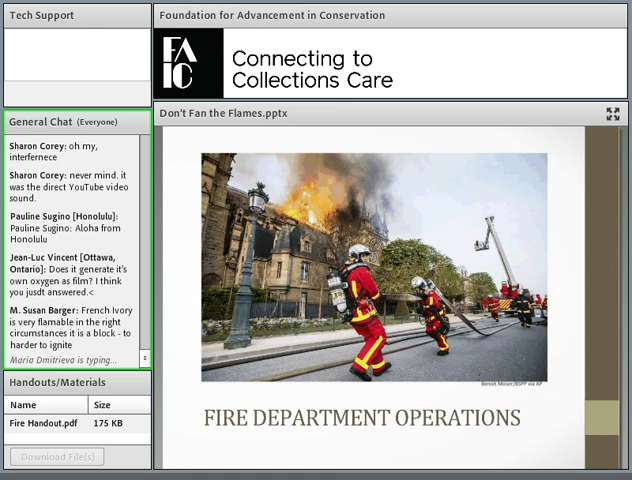 Tech Support
Foundation for Advancement in Conservation
FA
IC
Connecting to
Collections Care
General Chat (Everyone)
Sharon Corey: oh my,
interfernece
Sharon Corey: never mind. it
was the direct YouTube video
sound.
Pauline Sugino [Honolulu]:
Pauline Sugino: Aloha from
Honolulu
Jean-Luc Vincent [Ottawa,
Ontario]: Does it generate it's
own oxygen as film? I think
you jusdt answered.<
M. Susan Barger: French Ivory
is very flamable in the right
circumstances it is a block - to
harder to ignite
Maria Dmitrieva is typing...
Handouts/Materials
Name Size
Fire Handout.pdf 175 KB
Download File(s)
Don't Fan the Flames.pptx
Benoit Moser/BSPP via AP
FIRE DEPARTMENT OPERATIONS